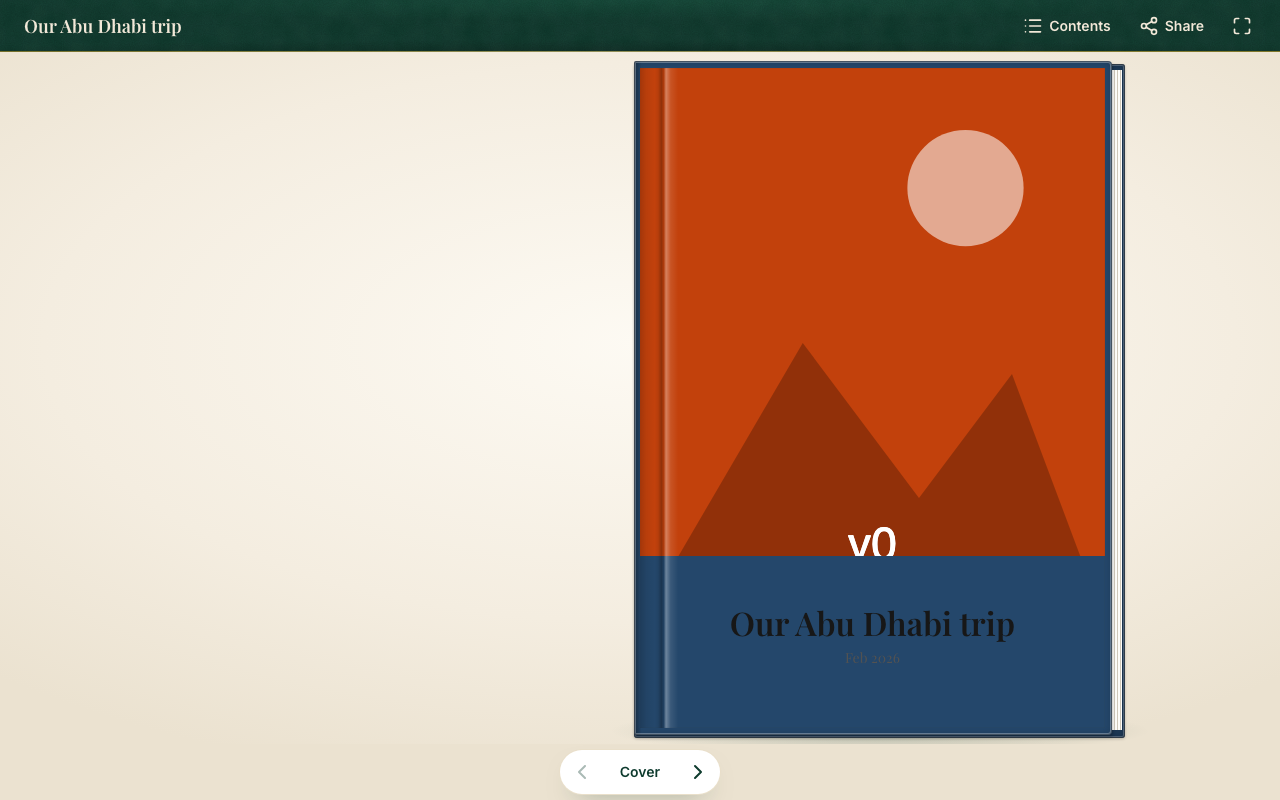 Our Abu Dhabi trip
Contents
Share
v0
Our Abu Dhabi trip
Feb 2026
Cover